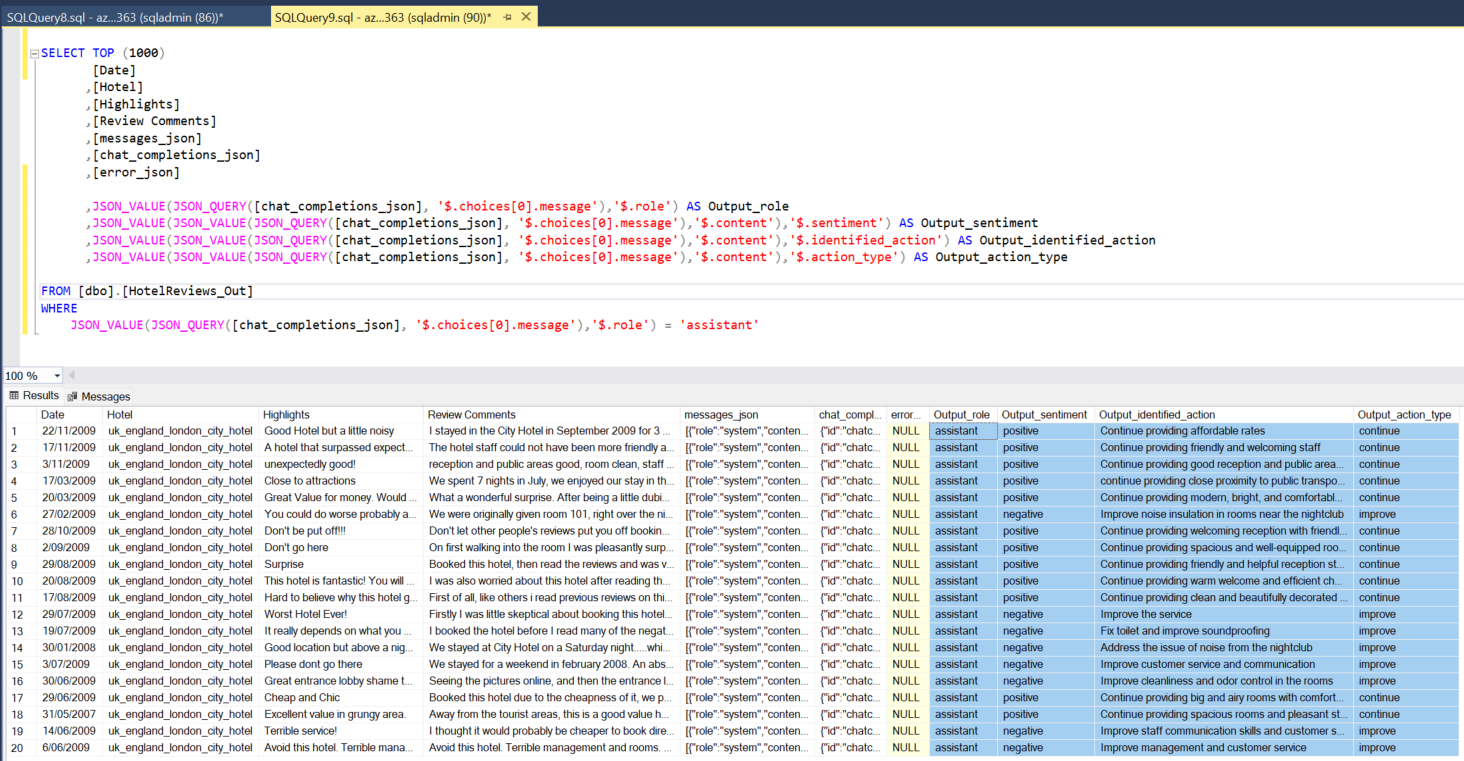 SQLQuery8.sql - az...363 (sqladmin (86))* SQLQuery9.sql - az...363 (sqladmin (90))*
SELECT TOP (1000)
[Date]
,[Hotel]
,[Highlights]
,[Review Comments]
,[messages_json]
,[chat_completions_json]
,[error_json]
,JSON_VALUE(JSON_QUERY([chat_completions_json], '$.choices[0].message'),'$.role') AS Output_role
,JSON_VALUE(JSON_VALUE(JSON_QUERY([chat_completions_json], '$.choices[0].message'),'$.content'),'$.sentiment') AS Output_sentiment
,JSON_VALUE(JSON_VALUE(JSON_QUERY([chat_completions_json], '$.choices[0].message'),'$.content'),'$.identified_action') AS Output_identified_action
,JSON_VALUE(JSON_VALUE(JSON_QUERY([chat_completions_json], '$.choices[0].message'),'$.content'),'$.action_type') AS Output_action_type
FROM [dbo].[HotelReviews_Out]
WHERE
JSON_VALUE(JSON_QUERY([chat_completions_json], '$.choices[0].message'),'$.role') = 'assistant'
100 %
Results Messages
Date Hotel Highlights Review Comments messages_json chat_compl... error... Output_role Output_sentiment Output_identified_action Output_action_type
1 22/11/2009 uk_england_london_city_hotel Good Hotel but a little noisy I stayed in the City Hotel in September 2009 for 3 ... [{"role":"system","conten... {"id":"chatc... NULL assistant positive Continue providing affordable rates continue
2 17/11/2009 uk_england_london_city_hotel A hotel that surpassed expect... The hotel staff could not have been more friendly a... [{"role":"system","conten... {"id":"chatc... NULL assistant positive Continue providing friendly and welcoming staff continue
3 3/11/2009 uk_england_london_city_hotel unexpectedly good! reception and public areas good, room clean, staff ... [{"role":"system","conten... {"id":"chatc... NULL assistant positive Continue providing good reception and public area... continue
4 17/03/2009 uk_england_london_city_hotel Close to attractions We spent 7 nights in July, we enjoyed our stay in th... [{"role":"system","conten... {"id":"chatc... NULL assistant positive continue providing close proximity to public transpo... continue
5 20/03/2009 uk_england_london_city_hotel Great Value for money. Would ... What a wonderful surprise. After being a little dubi... [{"role":"system","conten... {"id":"chatc... NULL assistant positive Continue providing modern, bright, and comfortabl... continue
6 27/02/2009 uk_england_london_city_hotel You could do worse probably a... We were originally given room 101, right over the ni... [{"role":"system","conten... {"id":"chatc... NULL assistant negative Improve noise insulation in rooms near the nightclub improve
7 28/10/2009 uk_england_london_city_hotel Don't be put off!!! Don't let other people's reviews put you off bookin... [{"role":"system","conten... {"id":"chatc... NULL assistant positive Continue providing welcoming reception with friendl... continue
8 2/09/2009 uk_england_london_city_hotel Don't go here On first walking into the room I was pleasantly surp... [{"role":"system","conten... {"id":"chatc... NULL assistant positive Continue providing spacious and well-equipped roo... continue
9 29/08/2009 uk_england_london_city_hotel Surprise Booked this hotel, then read the reviews and was v... [{"role":"system","conten... {"id":"chatc... NULL assistant positive Continue providing friendly and helpful reception st... continue
10 20/08/2009 uk_england_london_city_hotel This hotel is fantastic! You will ... I was also worried about this hotel after reading th... [{"role":"system","conten... {"id":"chatc... NULL assistant positive Continue providing warm welcome and efficient ch... continue
11 17/08/2009 uk_england_london_city_hotel Hard to believe why this hotel g... First of all, like others i read previous reviews on thi... [{"role":"system","conten... {"id":"chatc... NULL assistant positive Continue providing clean and beautifully decorated ... continue
12 29/07/2009 uk_england_london_city_hotel Worst Hotel Ever! Firstly I was little skeptical about booking this hotel... [{"role":"system","conten... {"id":"chatc... NULL assistant negative Improve the service improve
13 19/07/2009 uk_england_london_city_hotel It really depends on what you ... I booked the hotel before I read many of the negat... [{"role":"system","conten... {"id":"chatc... NULL assistant negative Fix toilet and improve soundproofing improve
14 30/01/2008 uk_england_london_city_hotel Good location but above a nig... We stayed at City Hotel on a Saturday night.....whi... [{"role":"system","conten... {"id":"chatc... NULL assistant negative Address the issue of noise from the nightclub improve
15 3/07/2009 uk_england_london_city_hotel Please dont go there We stayed for a weekend in february 2008. An abs... [{"role":"system","conten... {"id":"chatc... NULL assistant negative Improve customer service and communication improve
16 30/06/2009 uk_england_london_city_hotel Great entrance lobby shame t... Seeing the pictures online, and then the entrance l... [{"role":"system","conten... {"id":"chatc... NULL assistant negative Improve cleanliness and odor control in the rooms improve
17 29/06/2009 uk_england_london_city_hotel Cheap and Chic Booked this hotel due to the cheapness of it, we p... [{"role":"system","conten... {"id":"chatc... NULL assistant positive Continue providing big and airy rooms with comfort... continue
18 31/05/2007 uk_england_london_city_hotel Excellent value in grungy area. Away from the tourist areas, this is a good value h... [{"role":"system","conten... {"id":"chatc... NULL assistant positive Continue providing spacious rooms and pleasant st... continue
19 14/06/2009 uk_england_london_city_hotel Terrible service! I thought it would probably be cheaper to book dire... [{"role":"system","conten... {"id":"chatc... NULL assistant negative Improve staff communication skills and customer s... improve
20 6/06/2009 uk_england_london_city_hotel Avoid this hotel. Terrible mana... Avoid this hotel. Terrible management and rooms. ... [{"role":"system","conten... {"id":"chatc... NULL assistant negative Improve management and customer service improve